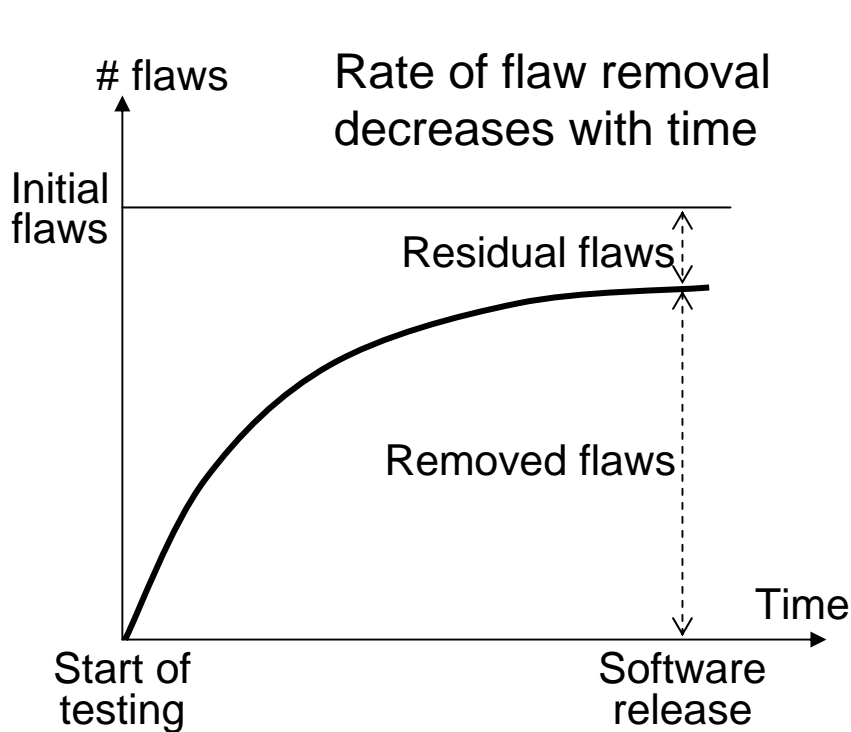 # flaws
Rate of flaw removal
decreases with time
Initial
flaws
Residual flaws
Removed flaws
Time
Start of
testing
Software
release